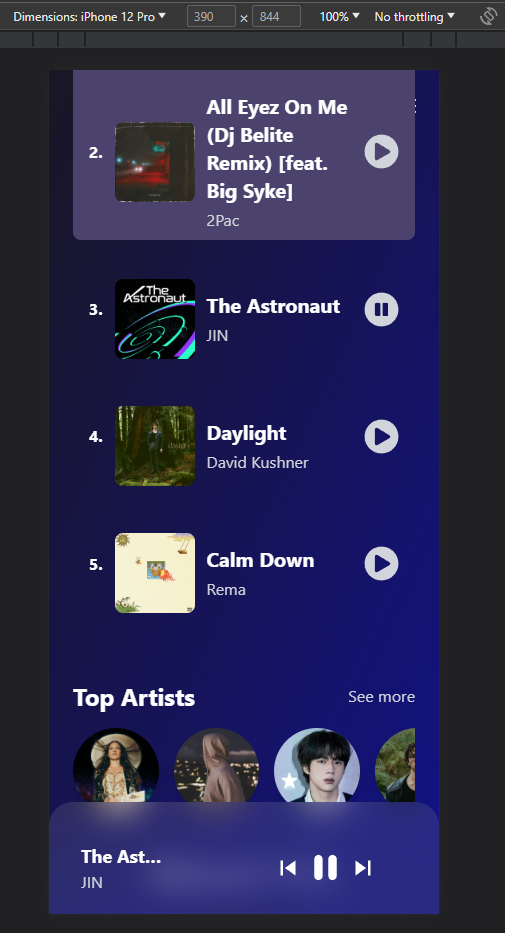 Dimensions: iPhone 12 Pro 390 × 844 100% No throttling
All Eyez On Me
(Dj Belite
Remix) [feat.
Big Syke]
2.
2Pac
The
Astronaut
3.
The Astronaut
JIN
4.
Daylight
David Kushner
5.
Calm Down
Rema
Top Artists See more
The Ast...
JIN